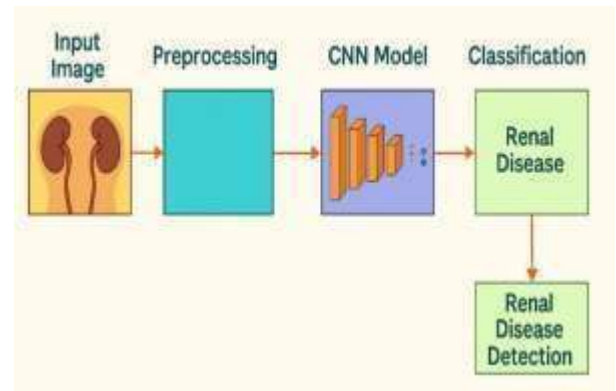 Input
Image
Preprocessing
CNN Model
Classification
Renal
Disease
Renal
Disease
Detection